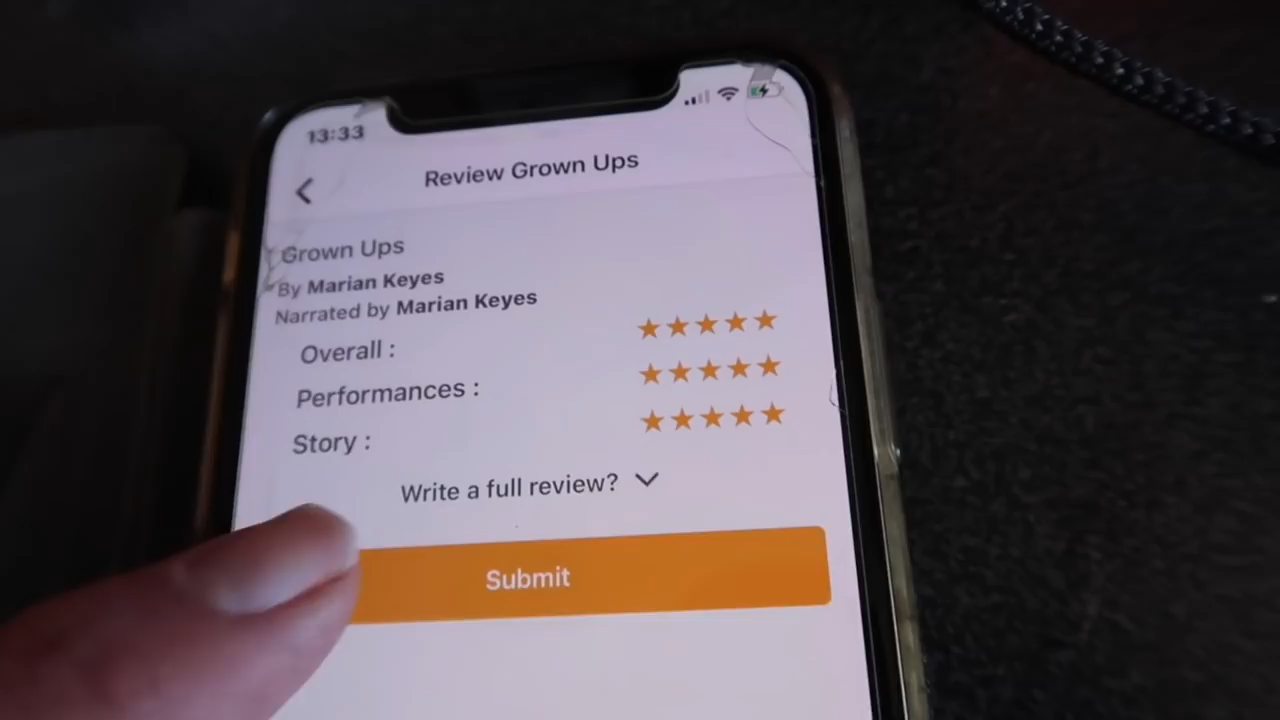 13:33
Review Grown Ups
Grown Ups
By Marian Keyes
Narrated by Marian Keyes
Overall :
Performances :
Story :
Write a full review?
Submit